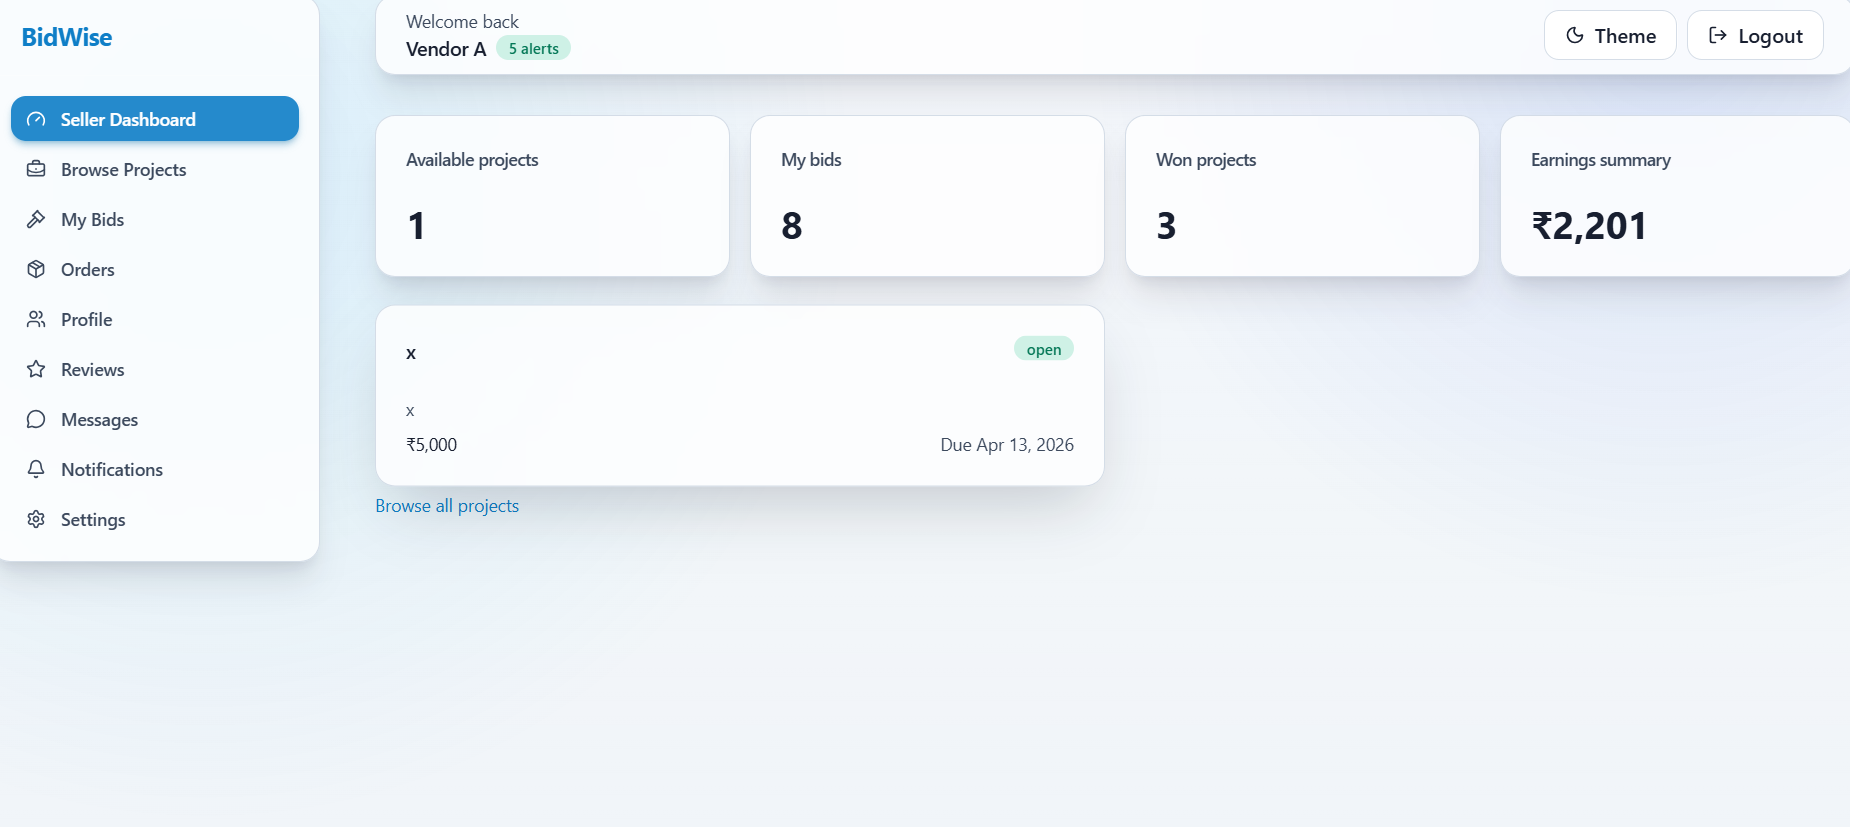 BidWise
Seller Dashboard
Browse Projects
My Bids
Orders
Profile
Reviews
Messages
Notifications
Settings
Welcome back
Vendor A 5 alerts
Theme
Logout
Available projects
1
My bids
8
Won projects
3
Earnings summary
₹2,201
x
open
x
₹5,000
Due Apr 13, 2026
Browse all projects